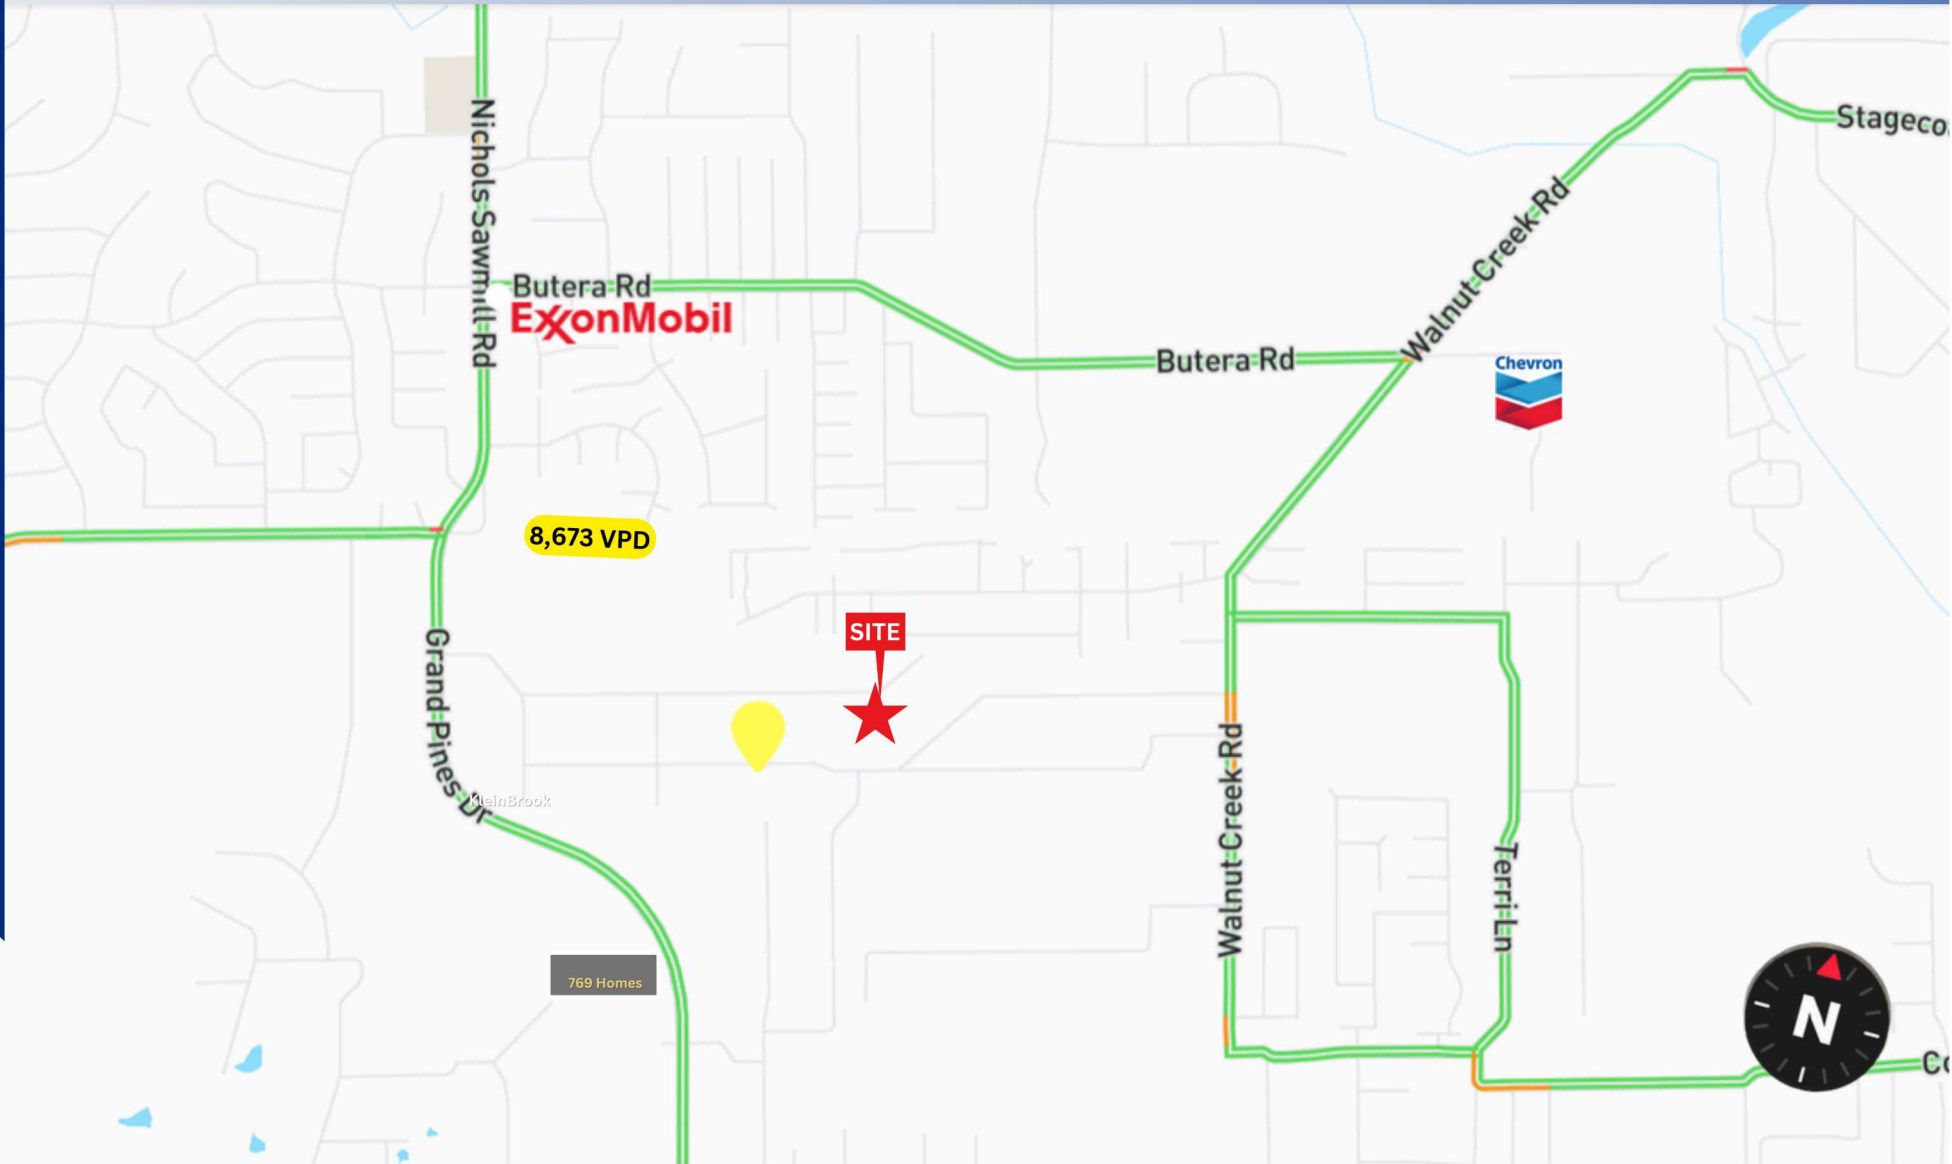 Stageco
Nichols Sawmill Rd
Walnut Creek Rd
Butera Rd
ExxonMobil
Butera Rd
Chevron
8,673 VPD
SITE
Grand Pines Dr
KleinBrook
Walnut Creek Rd
Terri Ln
769 Homes
N
Co